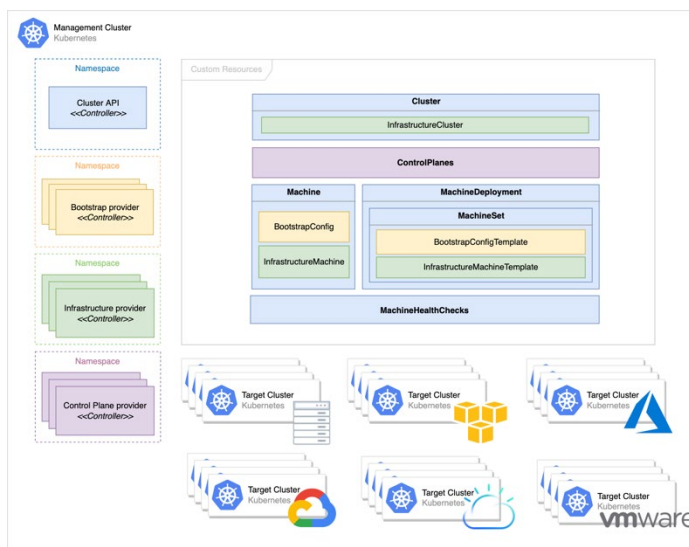 Management Cluster
Kubernetes
Namespace
Cluster API
<<Controller>>
Namespace
Bootstrap provider
<<Controller>>
Namespace
Infrastructure provider
<<Controller>>
Namespace
Control Plane provider
<<Controller>>
Custom Resources
Cluster
InfrastructureCluster
ControlPlanes
Machine
BootstrapConfig
InfrastructureMachine
MachineDeployment
MachineSet
BootstrapConfigTemplate
InfrastructureMachineTemplate
MachineHealthChecks
Target Cluster
Kubernetes
Target Cluster
Kubernetes
Target Cluster
Kubernetes
Target Cluster
Kubernetes
Target Cluster
Kubernetes
Target Cluster
Kubernetes
vmware